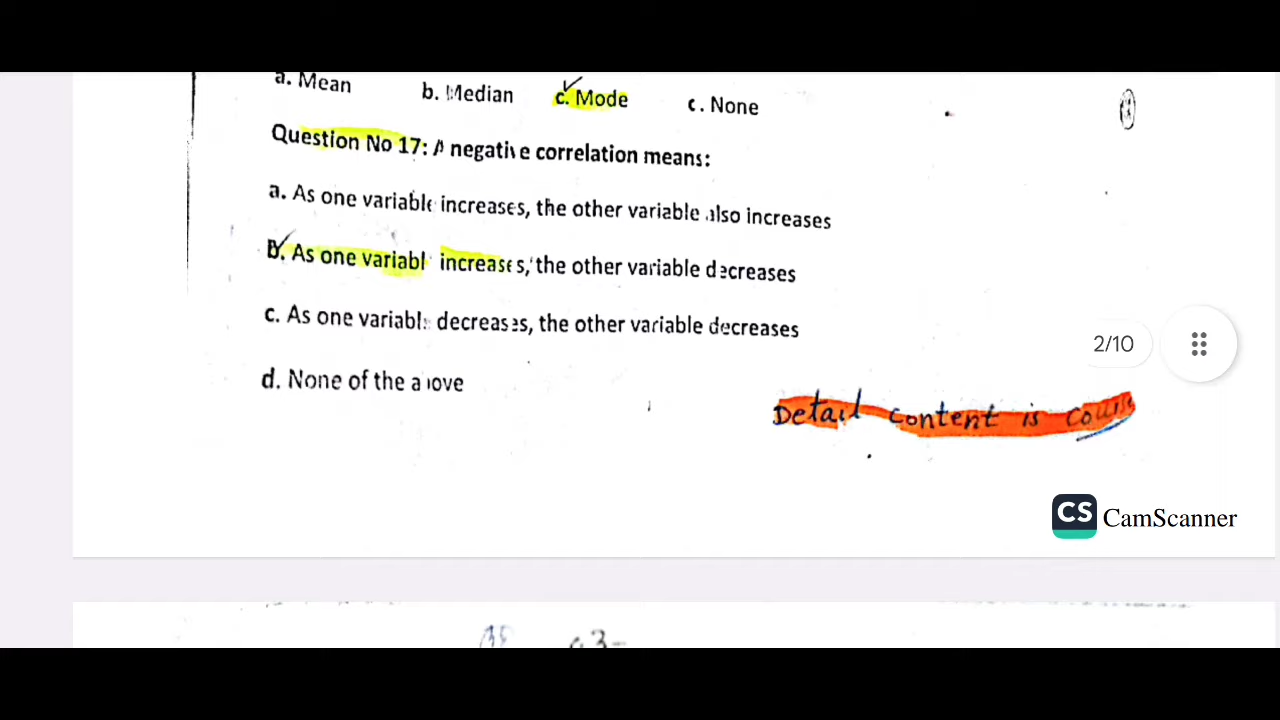 a. Mean b. Median c. Mode c. None
Question No 17: A negative correlation means:
a. As one variable increases, the other variable also increases
b. As one variable increases, the other variable decreases
c. As one variable decreases, the other variable decreases
2/10
d. None of the above
Detail content is
CS CamScanner